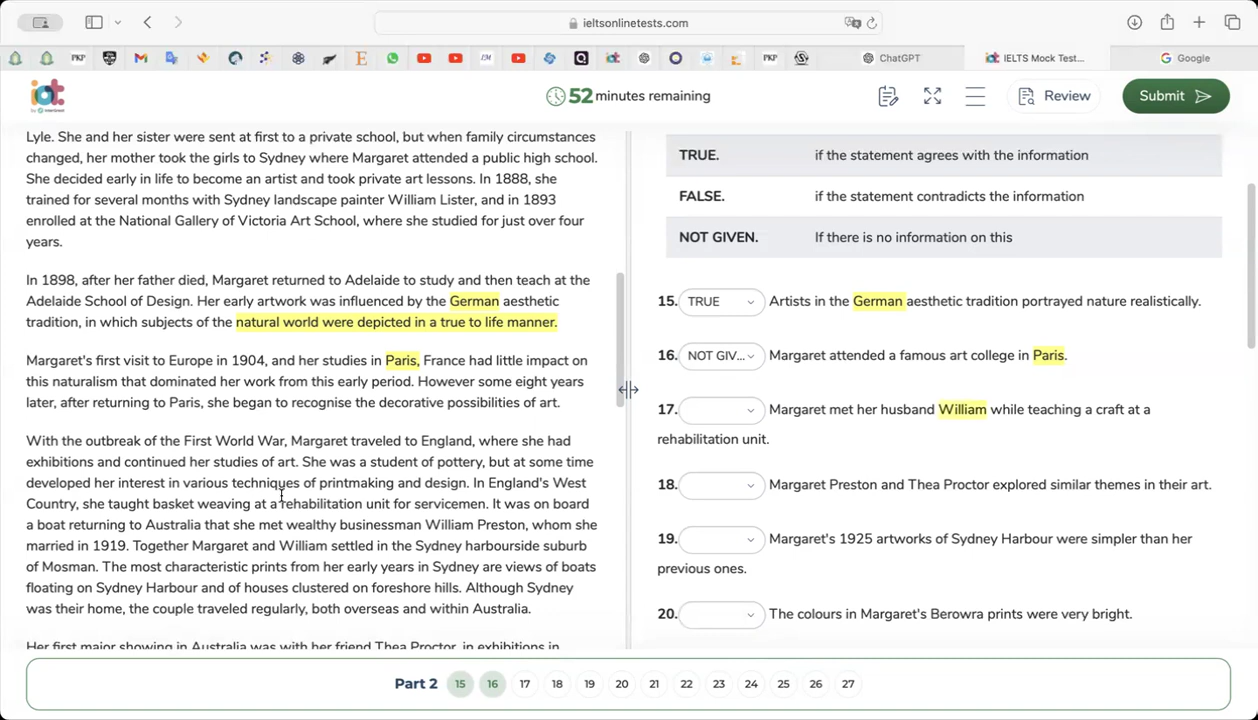 ieltsonlinetests.com
PKP
M
E
IM
Q
iot
PKP
ChatGPT
iot IELTS Mock Test...
Google
iot
52 minutes remaining
Review
Submit
Lyle. She and her sister were sent at first to a private school, but when family circumstances
changed, her mother took the girls to Sydney where Margaret attended a public high school.
She decided early in life to become an artist and took private art lessons. In 1888, she
trained for several months with Sydney landscape painter William Lister, and in 1893
enrolled at the National Gallery of Victoria Art School, where she studied for just over four
years.
In 1898, after her father died, Margaret returned to Adelaide to study and then teach at the
Adelaide School of Design. Her early artwork was influenced by the German aesthetic
tradition, in which subjects of the natural world were depicted in a true to life manner.
Margaret's first visit to Europe in 1904, and her studies in Paris, France had little impact on
this naturalism that dominated her work from this early period. However some eight years
later, after returning to Paris, she began to recognise the decorative possibilities of art.
With the outbreak of the First World War, Margaret traveled to England, where she had
exhibitions and continued her studies of art. She was a student of pottery, but at some time
developed her interest in various techniques of printmaking and design. In England's West
Country, she taught basket weaving at a rehabilitation unit for servicemen. It was on board
a boat returning to Australia that she met wealthy businessman William Preston, whom she
married in 1919. Together Margaret and William settled in the Sydney harbourside suburb
of Mosman. The most characteristic prints from her early years in Sydney are views of boats
floating on Sydney Harbour and of houses clustered on foreshore hills. Although Sydney
was their home, the couple traveled regularly, both overseas and within Australia.
Her first major showing in Australia was with her friend Thea Proctor, in exhibitions in
TRUE. if the statement agrees with the information
FALSE. if the statement contradicts the information
NOT GIVEN. If there is no information on this
15. TRUE Artists in the German aesthetic tradition portrayed nature realistically.
16. NOT GIV... Margaret attended a famous art college in Paris.
17. Margaret met her husband William while teaching a craft at a
rehabilitation unit.
18. Margaret Preston and Thea Proctor explored similar themes in their art.
19. Margaret's 1925 artworks of Sydney Harbour were simpler than her
previous ones.
20. The colours in Margaret's Berowra prints were very bright.
Part 2 15 16 17 18 19 20 21 22 23 24 25 26 27